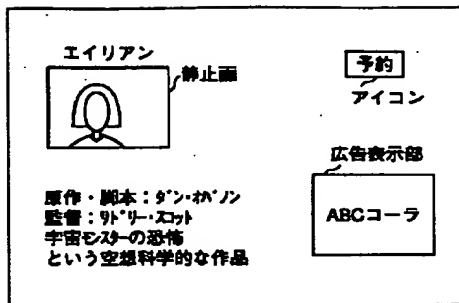 エイリアン
静止画
予約
アイコン
広告表示部
ABCコーラ
原作・脚本：ダン・オバノン
監督：リドリー・スコット
宇宙モンスターの恐怖
という空想科学的な作品